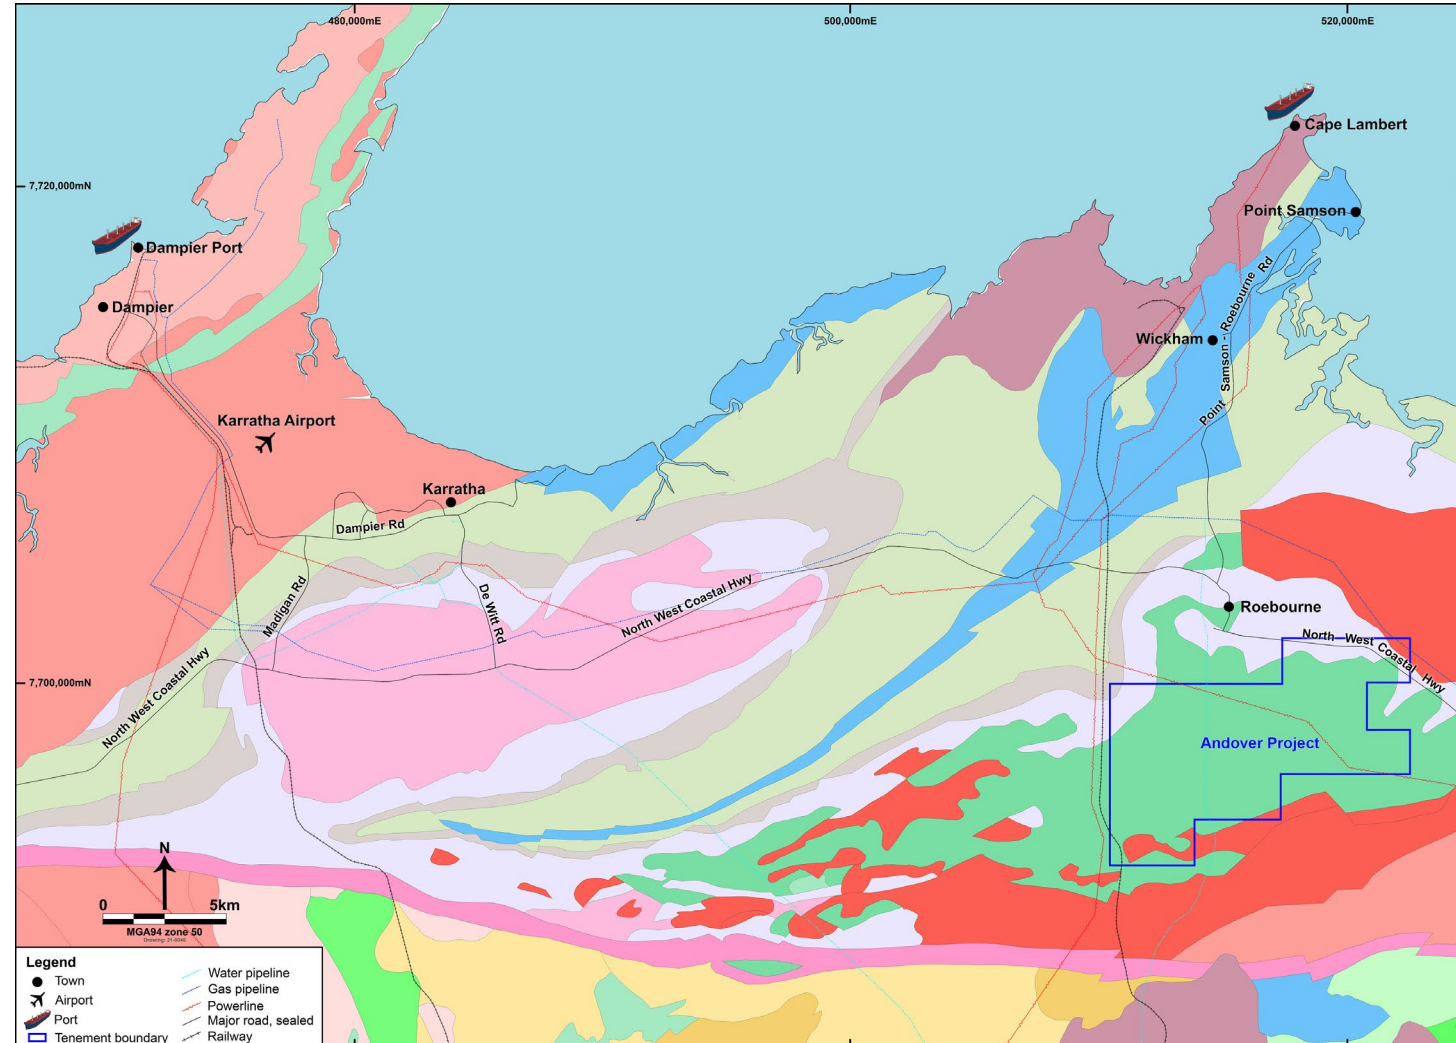 480,000mE
500,000mE
520,000mE
7,720,000mN
7,700,000mN
Cape Lambert
Point Samson
Dampier Port
Dampier
Point Samson - Roebourne Rd
Wickham
Karratha Airport
Karratha
Dampier Rd
Madigan Rd
De Witt Rd
North West Coastal Hwy
North West Coastal Hwy
Roebourne
North West Coastal Hwy
Andover Project
N
0 5km
MGA94 zone 50
Legend
Town
Airport
Port
Tenement boundary
Water pipeline
Gas pipeline
Powerline
Major road, sealed
Railway